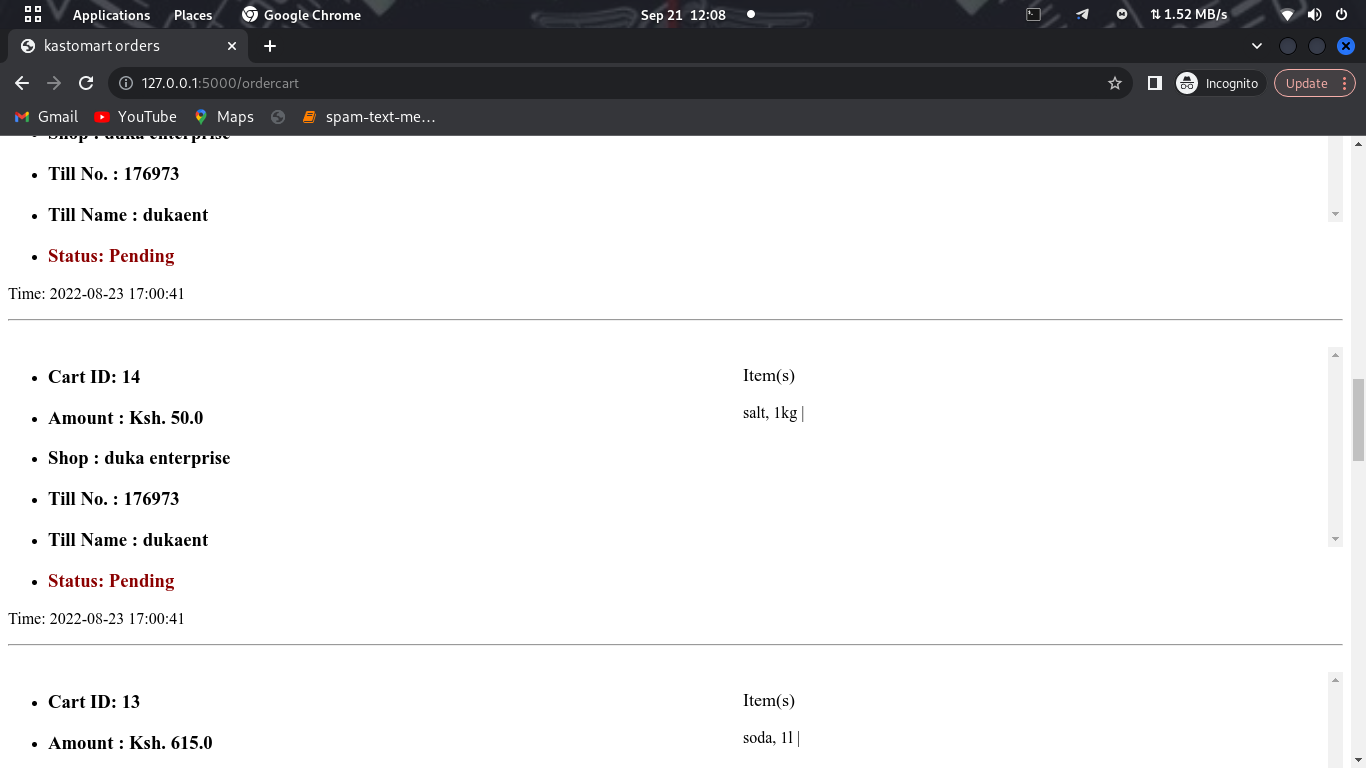 Applications Places Google Chrome Sep 21 12:08 1.52 MB/s
kastomart orders
127.0.0.1:5000/ordercart Incognito Update
Gmail YouTube Maps spam-text-me…
Shop : duka enterprise
Till No. : 176973
Till Name : dukaent
Status: Pending
Time: 2022-08-23 17:00:41
Cart ID: 14
Amount : Ksh. 50.0
Shop : duka enterprise
Till No. : 176973
Till Name : dukaent
Status: Pending
Item(s)
salt, 1kg |
Time: 2022-08-23 17:00:41
Cart ID: 13
Amount : Ksh. 615.0
Item(s)
soda, 1l |